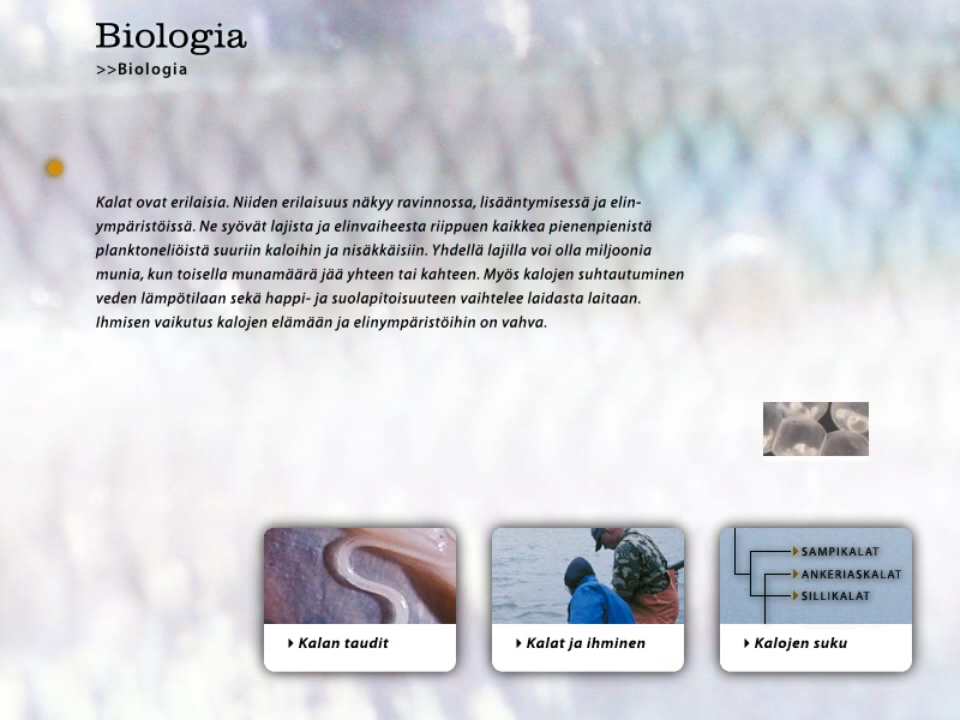 Biologia
>>Biologia
Kalat ovat erilaisia. Niiden erilaisuus näkyy ravinnossa, lisääntymisessä ja elin-
ympäristöissä. Ne syövät lajista ja elinvaiheesta riippuen kaikkea pienenpienistä
planktoneliöistä suuriin kaloihin ja nisäkkäisiin. Yhdellä lajilla voi olla miljoonia
munia, kun toisella munamäärä jää yhteen tai kahteen. Myös kalojen suhtautuminen
veden lämpötilaan sekä happi- ja suolapitoisuuteen vaihtelee laidasta laitaan.
Ihmisen vaikutus kalojen elämään ja elinympäristöihin on vahva.
SAMPIKALAT
ANKERIASKALAT
SILLIKALAT
Kalan taudit
Kalat ja ihminen
Kalojen suku